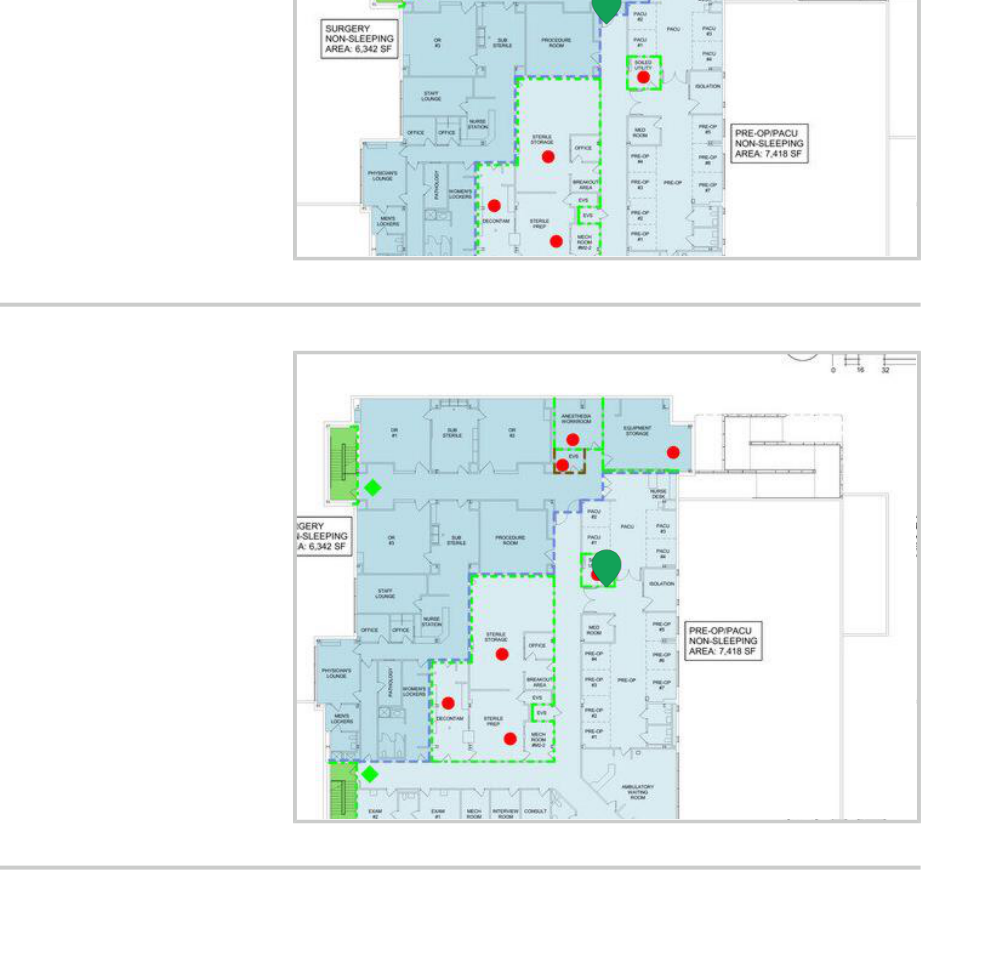 SURGERY
NON-SLEEPING
AREA: 6,342 SF
OR
#3
SUB
STERILE
PROCEDURE
ROOM
PACU
#2
PACU
PACU
#3
PACU
#1
PACU
#4
SOILED
UTILITY
ISOLATION
STAFF
LOUNGE
NURSE
STATION
OFFICE
OFFICE
STERILE
STORAGE
OFFICE
MED
ROOM
PRE-OP
#5
PRE-OP/PACU
NON-SLEEPING
AREA: 7,418 SF
PRE-OP
#4
PRE-OP
#6
PHYSICIAN'S
LOUNGE
PATHOLOGY
WOMEN'S
LOCKERS
BREAKOUT
AREA
PRE-OP
#3
PRE-OP
PRE-OP
#7
EVS
MEN'S
LOCKERS
DECONTAM
STERILE
PREP
EVS
PRE-OP
#2
MECH
ROOM
#M2-2
PRE-OP
#1
0 16 32
OR
#1
SUB
STERILE
OR
#2
ANESTHESIA
WORKROOM
EQUIPMENT
STORAGE
EVS
NURSE
DESK
RGERY
N-SLEEPING
A: 6,342 SF
OR
#3
SUB
STERILE
PROCEDURE
ROOM
PACU
#2
PACU
PACU
#3
PACU
#1
PACU
#4
ISOLATION
STAFF
LOUNGE
NURSE
STATION
OFFICE
OFFICE
STERILE
STORAGE
OFFICE
MED
ROOM
PRE-OP
#5
PRE-OP/PACU
NON-SLEEPING
AREA: 7,418 SF
PRE-OP
#4
PRE-OP
#6
PHYSICIAN'S
LOUNGE
PATHOLOGY
WOMEN'S
LOCKERS
BREAKOUT
AREA
PRE-OP
#3
PRE-OP
PRE-OP
#7
EVS
MEN'S
LOCKERS
DECONTAM
STERILE
PREP
EVS
PRE-OP
#2
MECH
ROOM
#M2-2
PRE-OP
#1
AMBULATORY
WAITING
ROOM
EXAM
#2
EXAM
#1
MECH
ROOM
INTERVIEW
ROOM
CONSULT